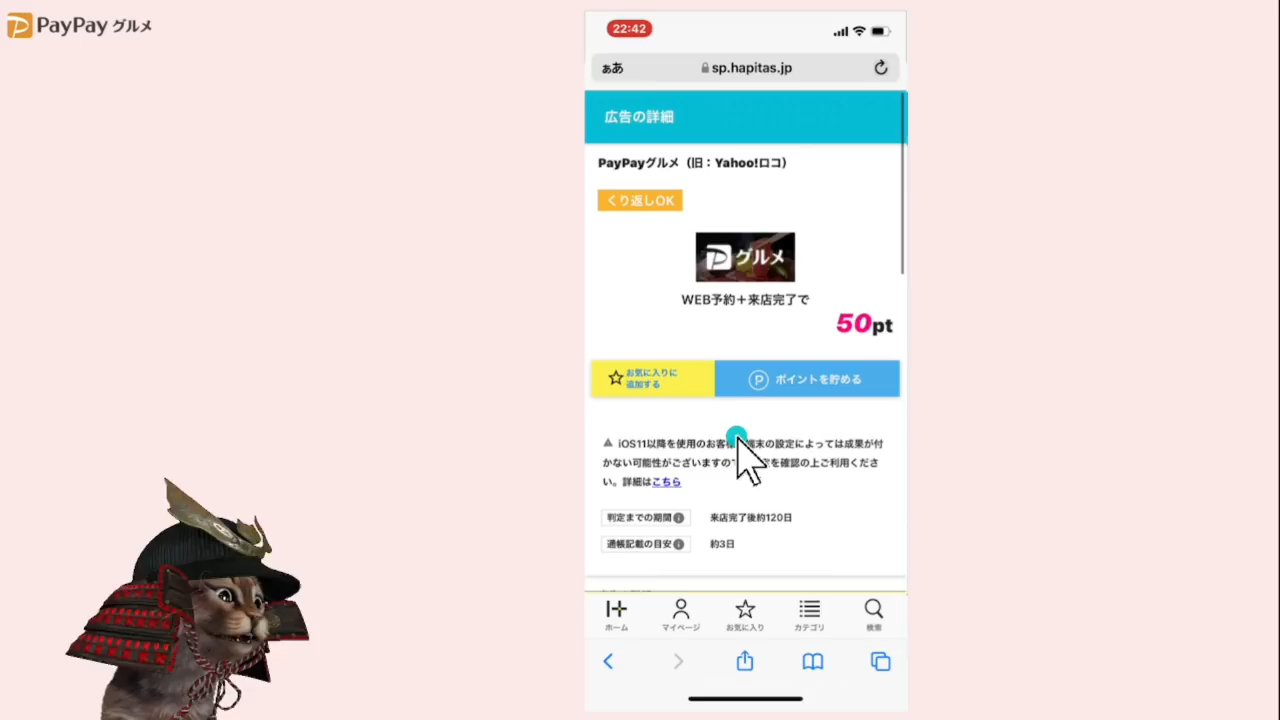 PayPay グルメ
22:42
ぁあ
sp.hapitas.jp
広告の詳細
PayPayグルメ（旧：Yahoo!ロコ）
くり返しOK
グルメ
WEB予約＋来店完了で
50pt
お気に入りに
追加する
ポイントを貯める
iOS11以降を使用のお客 端末の設定によっては成果が付
かない可能性がございますので を確認の上ご利用くださ
い。詳細はこちら
判定までの期間 来店完了後約120日
通帳記載の目安 約3日
ホーム マイページ お気に入り カテゴリ 検索